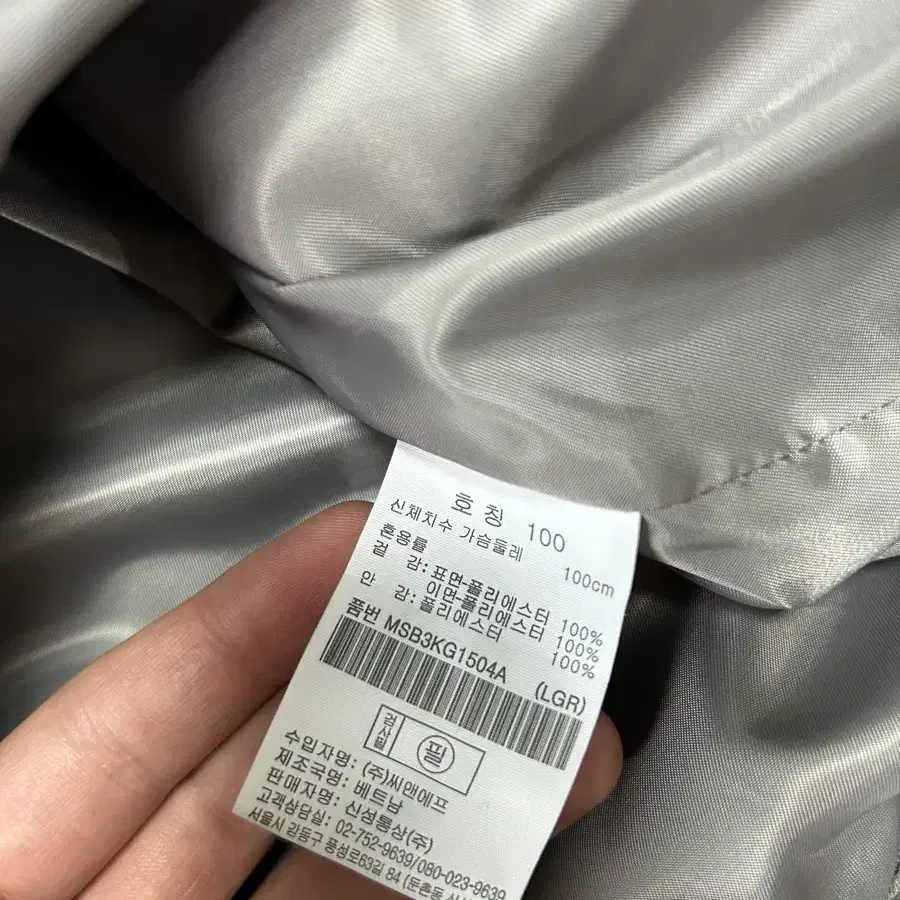 호 칭 100
신체치수 가슴둘레 100cm
혼용률
겉 감: 표면-폴리에스터 100%
이면-폴리에스터 100%
안 감: 폴리에스터 100%
품번 MSB3KG1504A (LGR)
검사필 필
수입자명: (주)씨앤에프
제조국명: 베트남
판매자명: 신성통상(주)
고객상담실: 02-752-9639/080-023-9639
서울시 강동구 풍성로63길 84 (둔촌동